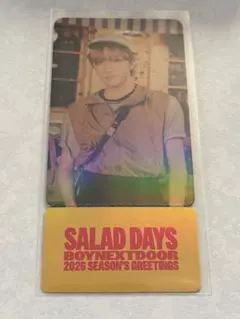 SALAD DAYS
BOYNEXTDOOR
2026 SEASON'S GREETINGS